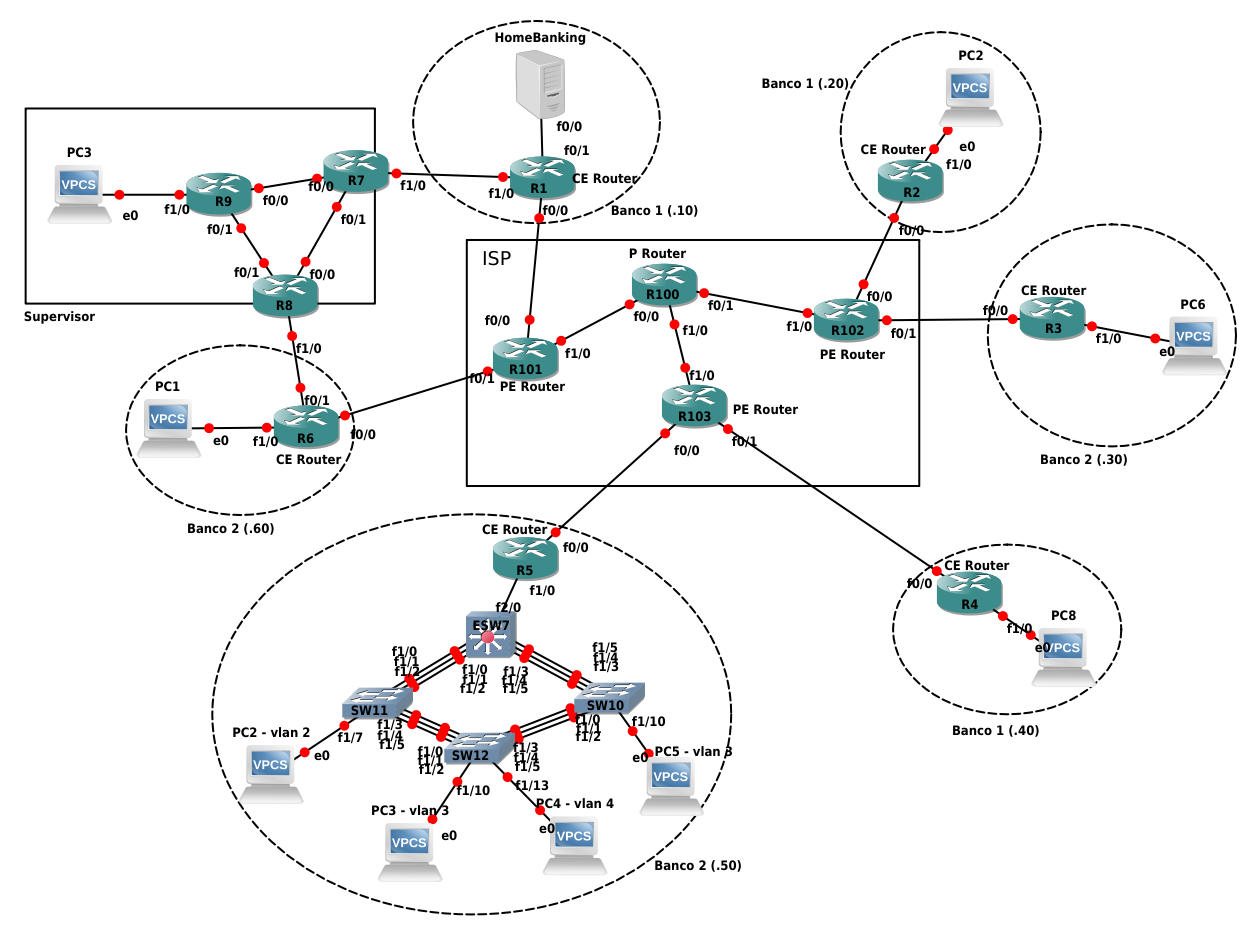 HomeBanking
f0/0
f0/1
R1
CE Router
f1/0
f0/0
Banco 1 (.10)
PC3
VPCS
e0
f1/0
R9
f0/0
f0/1
f0/0
R7
f1/0
f0/1
f0/1
f0/0
R8
f1/0
Supervisor
Banco 1 (.20)
PC2
VPCS
e0
CE Router
f1/0
R2
f0/0
ISP
P Router
R100
f0/0
f0/1
f1/0
f0/0
R101
f1/0
f0/1
PE Router
f0/0
f1/0
R102
f0/1
PE Router
f1/0
R103
PE Router
f0/0
f0/1
CE Router
f0/0
R3
f1/0
PC6
VPCS
e0
Banco 2 (.30)
PC1
VPCS
e0
f1/0
f0/1
R6
f0/0
CE Router
Banco 2 (.60)
CE Router
f0/0
R5
f1/0
f2/0
ESW7
f1/0
f1/1
f1/2
f1/0
f1/1
f1/2
f1/3
f1/4
f1/5
f1/5
f1/4
f1/3
SW11
f1/3
f1/4
f1/5
f1/7
SW10
f1/0
f1/1
f1/2
f1/10
f1/0
f1/1
f1/2
SW12
f1/3
f1/4
f1/5
f1/10
f1/13
PC2 - vlan 2
e0
VPCS
PC3 - vlan 3
e0
VPCS
PC4 - vlan 4
e0
VPCS
PC5 - vlan 3
e0
VPCS
Banco 2 (.50)
CE Router
f0/0
R4
f1/0
PC8
e0
VPCS
Banco 1 (.40)